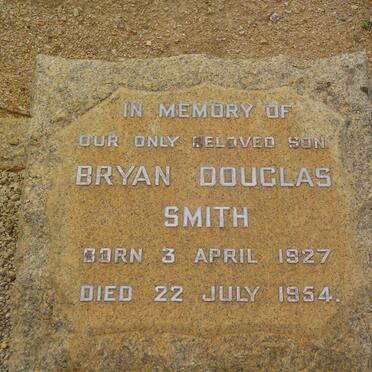 IN MEMORY OF
OUR ONLY BELOVED SON
BRYAN DOUGLAS
SMITH
BORN 3 APRIL 1927
DIED 22 JULY 1954.